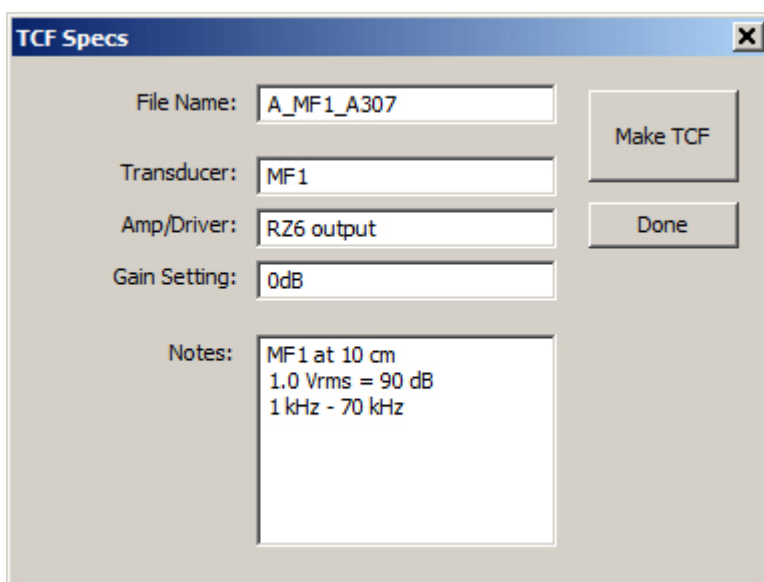 TCF Specs
File Name: A_MF1_A307
Make TCF
Transducer: MF1
Amp/Driver: RZ6 output
Done
Gain Setting: 0dB
Notes: MF1 at 10 cm
1.0 Vrms = 90 dB
1 kHz - 70 kHz